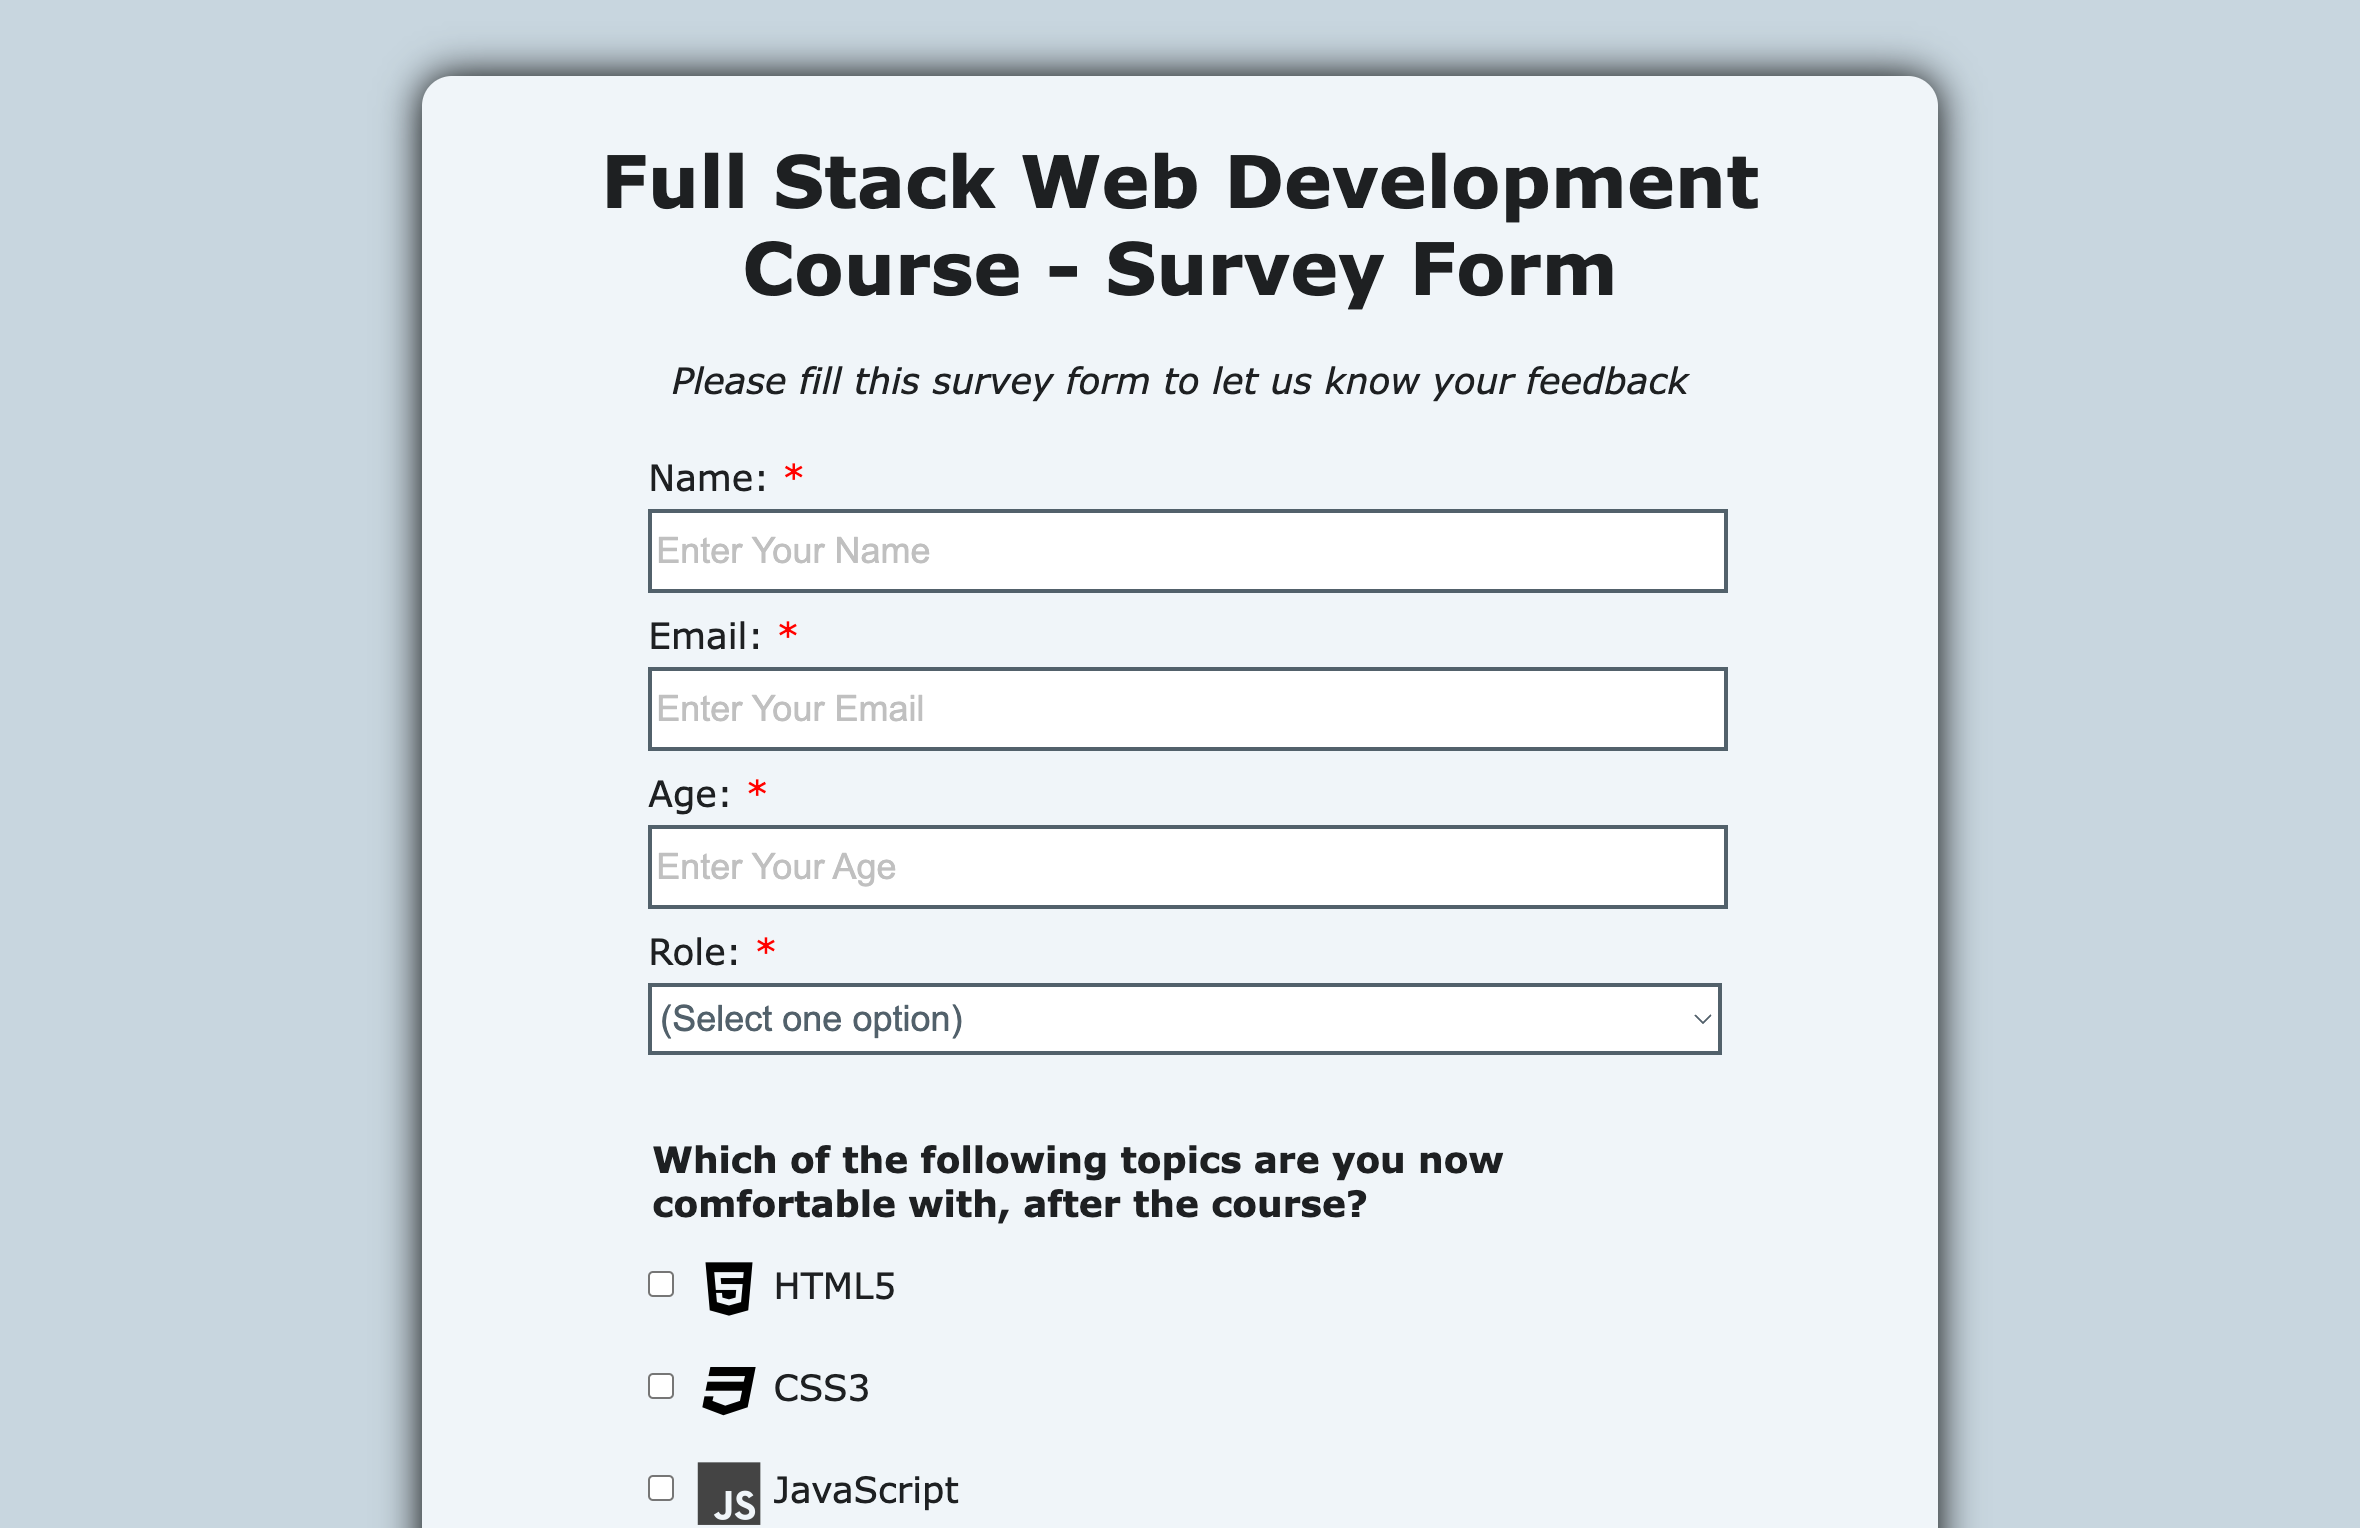 Full Stack Web Development
Course - Survey Form
Please fill this survey form to let us know your feedback
Name: *
Enter Your Name
Email: *
Enter Your Email
Age: *
Enter Your Age
Role: *
(Select one option)
Which of the following topics are you now
comfortable with, after the course?
HTML5
CSS3
JS JavaScript